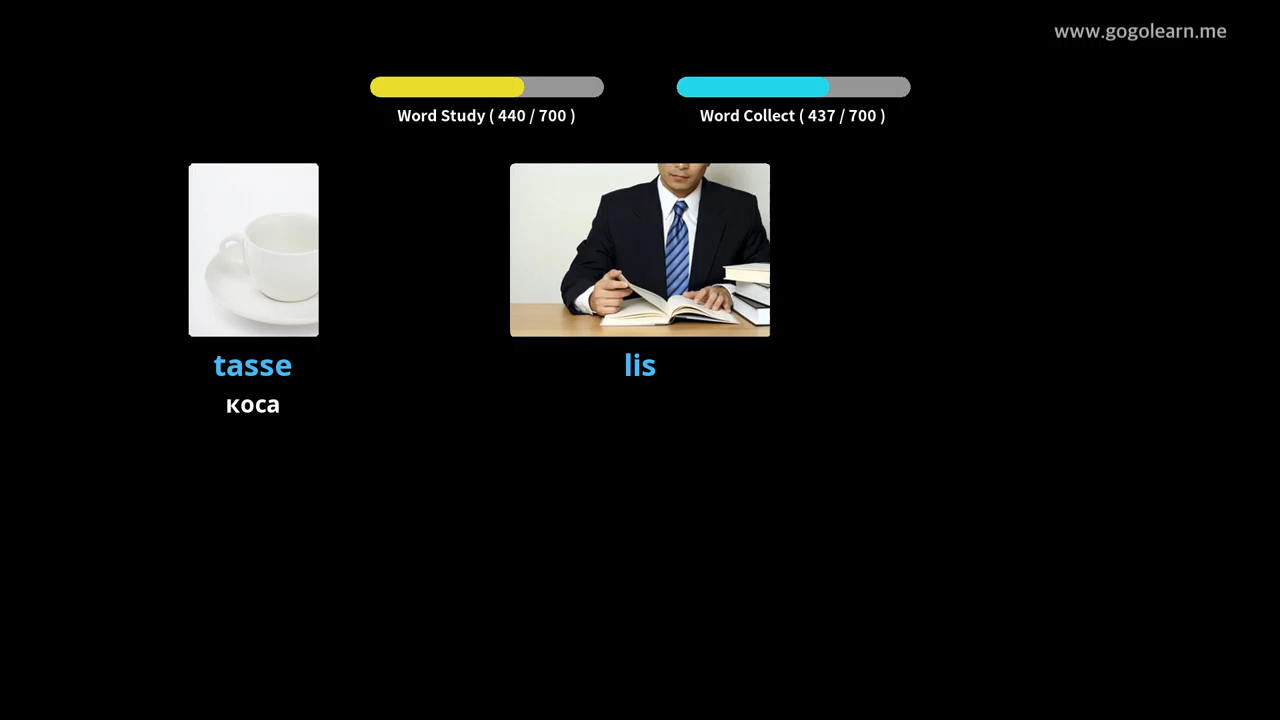 www.gogolearn.me
Word Study ( 440 / 700 )
Word Collect ( 437 / 700 )
tasse
коса
lis